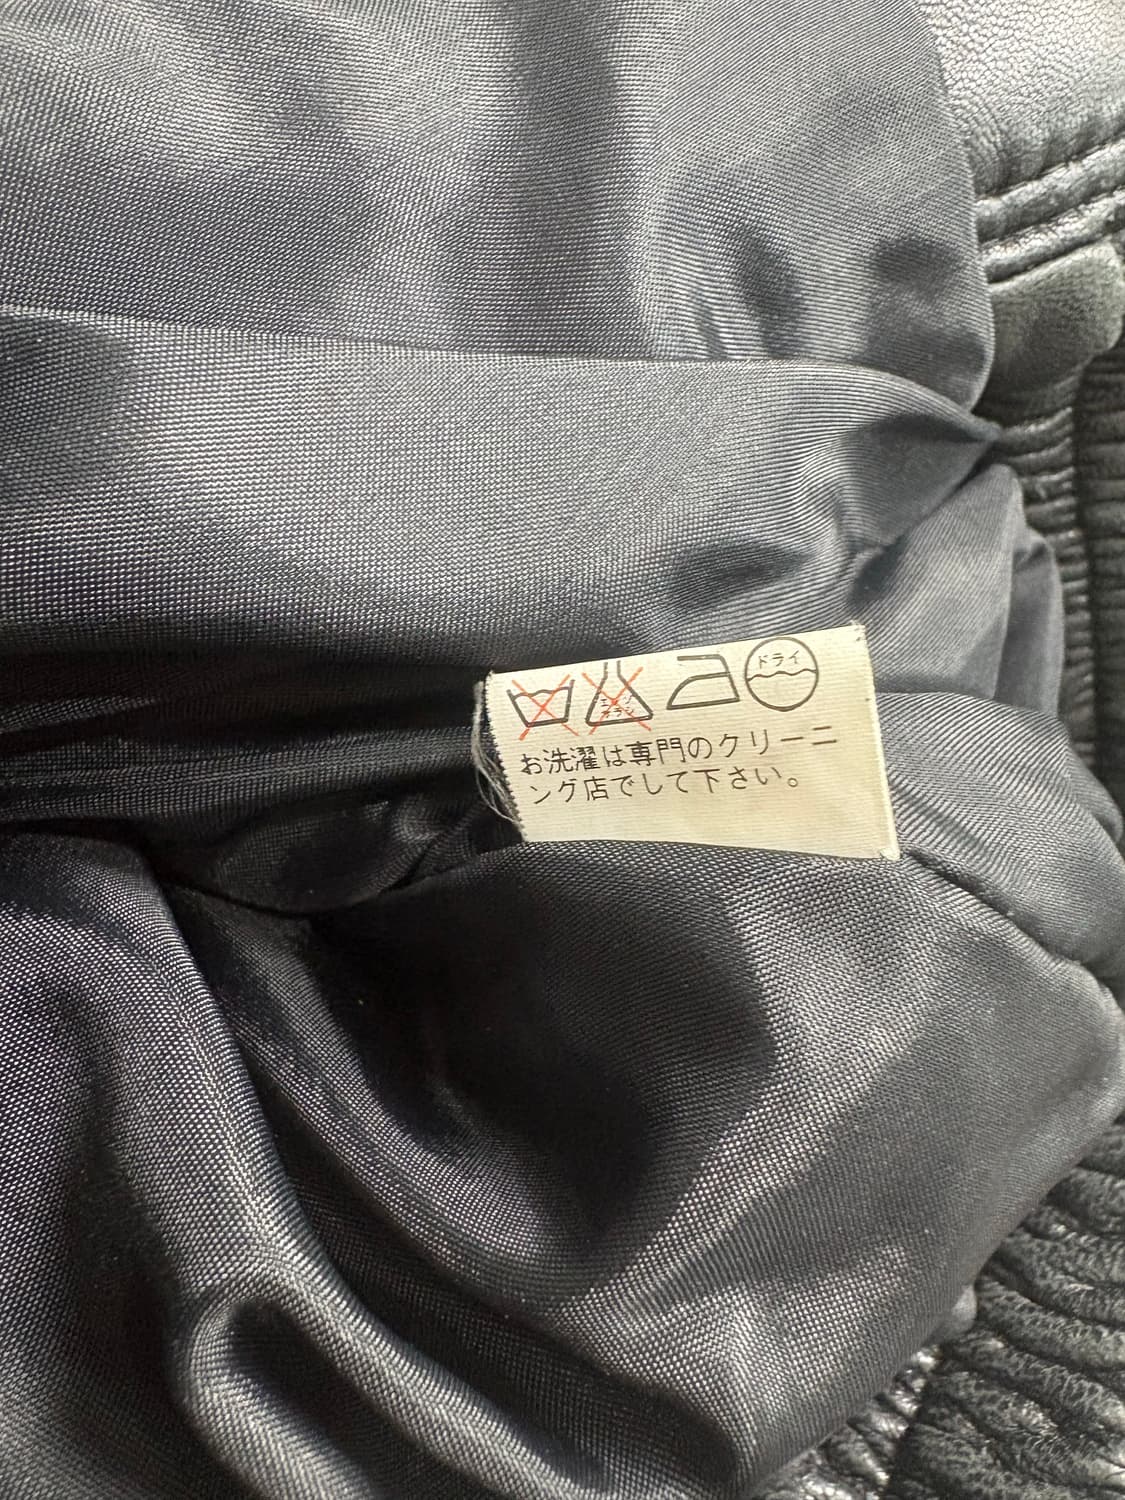 ドライ
お洗濯は専門のクリーニ
ング店でして下さい。